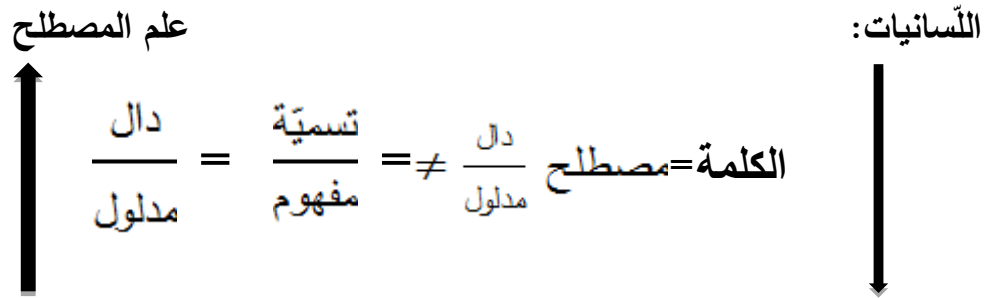 اللّسانيات: علم المصطلح
دال تسميّة دال
الكلمة=مصطلح ≠ = =
مدلول مفهوم مدلول